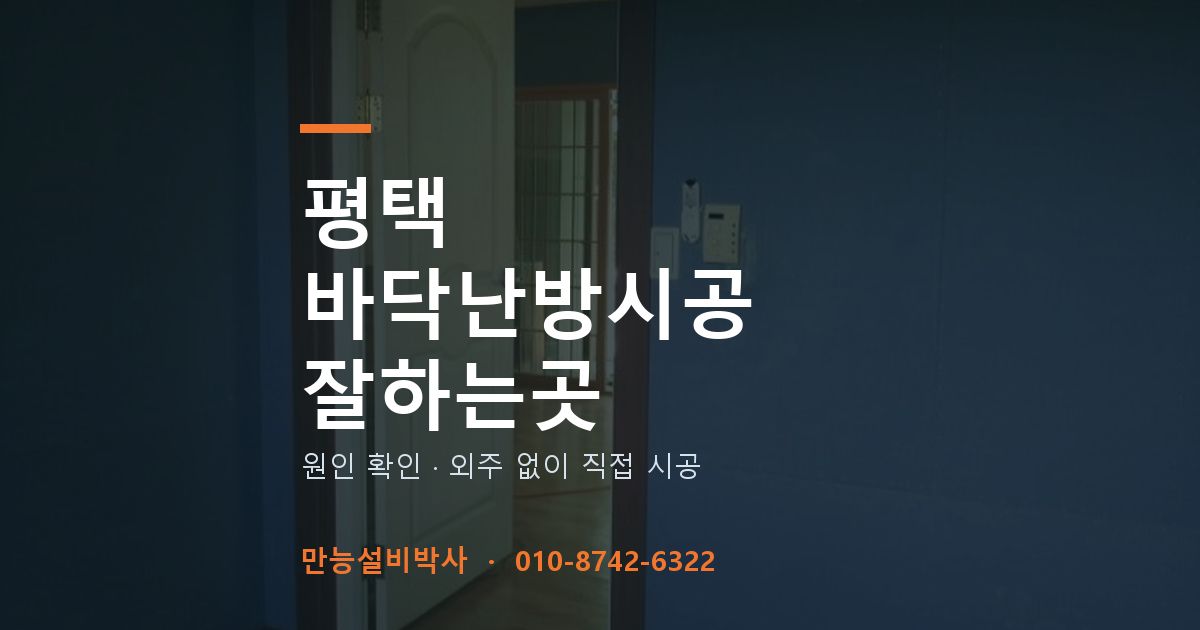 평택
바닥난방시공
잘하는곳
원인 확인 · 외주 없이 직접 시공
만능설비박사 · 010-8742-6322